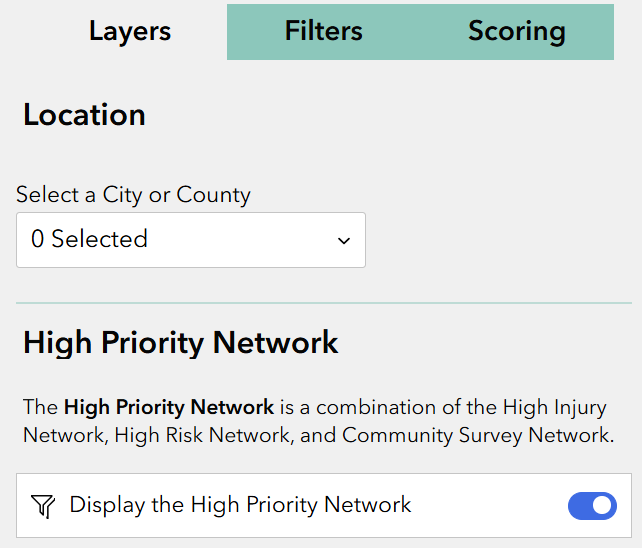 Layers Filters Scoring
Location
Select a City or County
0 Selected
High Priority Network
The High Priority Network is a combination of the High Injury
Network, High Risk Network, and Community Survey Network.
Display the High Priority Network